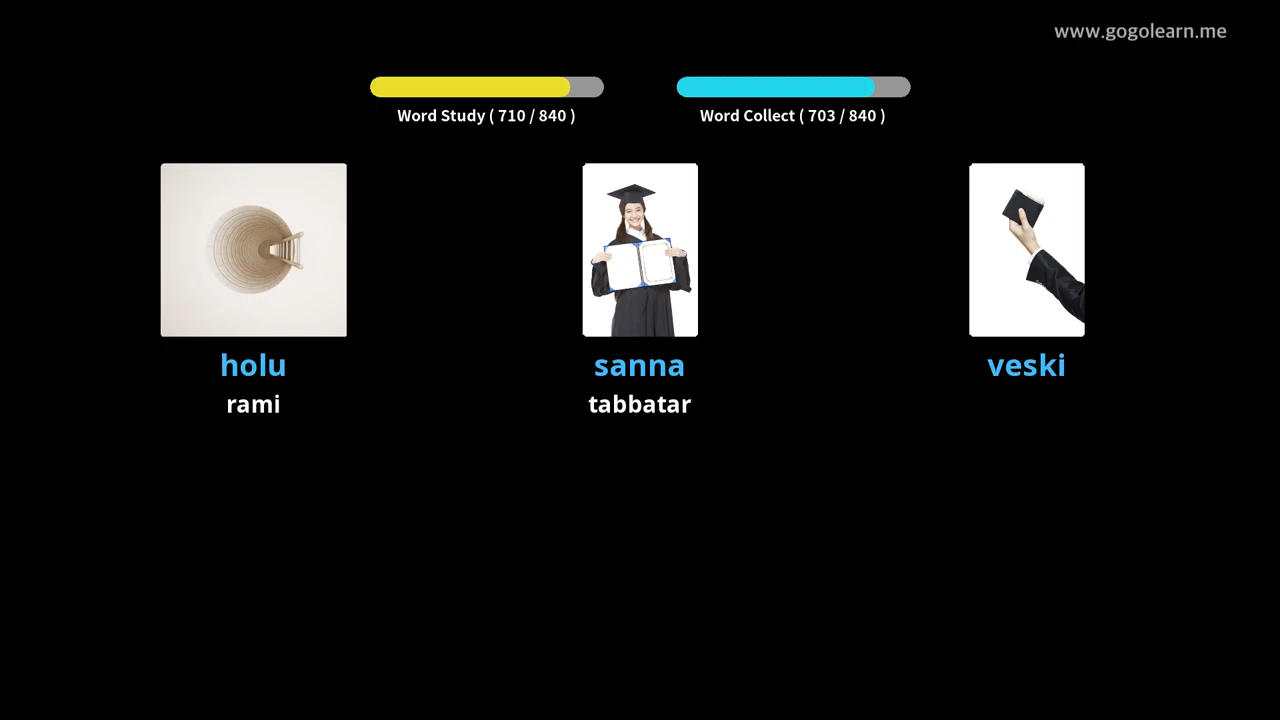 www.gogolearn.me
Word Study ( 710 / 840 )
Word Collect ( 703 / 840 )
holu
sanna
veski
rami
tabbatar